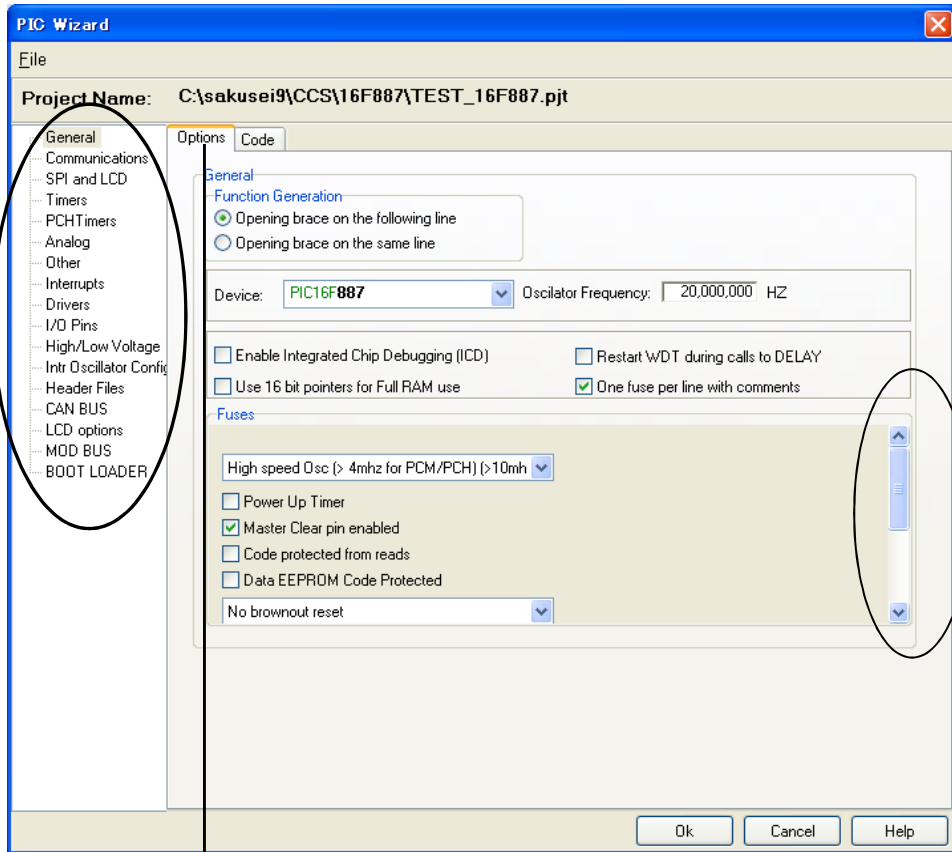 PIC Wizard
File
Project Name: C:\sakusei9\CCS\16F887\TEST_16F887.pjt
General
Communications
SPI and LCD
Timers
PCHTimers
Analog
Other
Interrupts
Drivers
I/O Pins
High/Low Voltage
Intr Oscillator Config
Header Files
CAN BUS
LCD options
MOD BUS
BOOT LOADER
Options Code
General
Function Generation
Opening brace on the following line
Opening brace on the same line
Device: PIC16F887 Oscilator Frequency: 20,000,000 HZ
Enable Integrated Chip Debugging (ICD) Restart WDT during calls to DELAY
Use 16 bit pointers for Full RAM use One fuse per line with comments
Fuses
High speed Osc (> 4mhz for PCM/PCH) (>10mh
Power Up Timer
Master Clear pin enabled
Code protected from reads
Data EEPROM Code Protected
No brownout reset
Ok Cancel Help